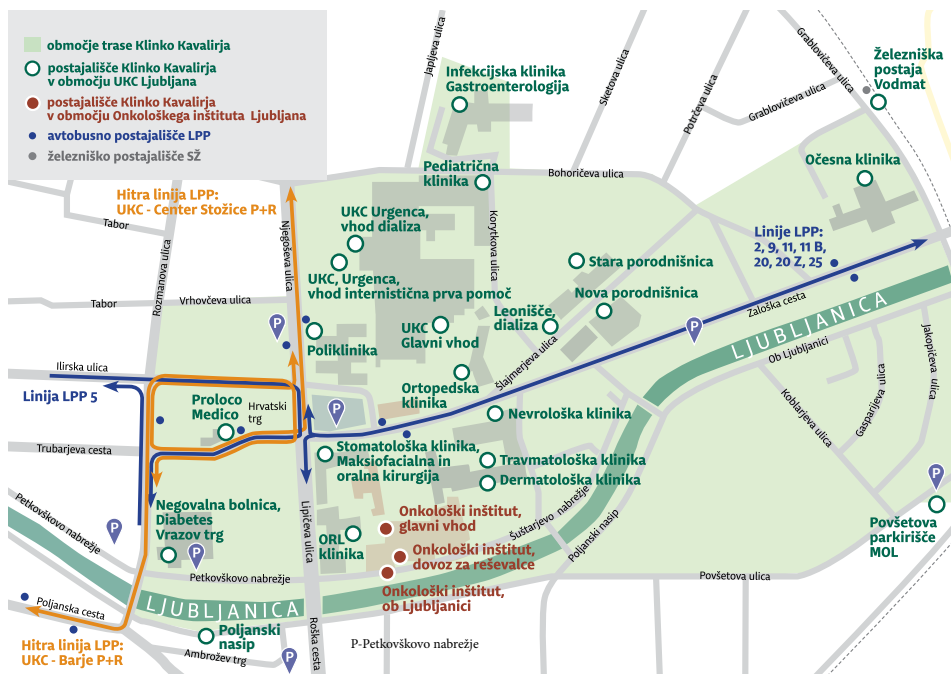 območje trase Klinko Kavalirja
postajališče Klinko Kavalirja
v območju UKC Ljubljana
postajališče Klinko Kavalirja
v območju Onkološkega inštituta Ljubljana
avtobusno postajališče LPP
železniško postajališče SŽ
Japljeva ulica
Infekcijska klinika
Gastroenterologija
Sketova ulica
Potrčeva ulica
Grablovičeva ulica
Grablovičeva ulica
Železniška
postaja
Vodmat
Očesna klinika
Pediatrična
klinika
Bohoričeva ulica
Hitra linija LPP:
UKC - Center Stožice P+R
Tabor
Rozmanova ulica
Njegoševa ulica
UKC Urgenca,
vhod dializa
Korytkova ulica
Linije LPP:
2, 9, 11, 11 B,
20, 20 Z, 25
UKC, Urgenca,
vhod internistična prva pomoč
Stara porodnišnica
Nova porodnišnica
Tabor
Vrhovčeva ulica
P
Poliklinika
UKC
Glavni vhod
Leonišče,
dializa
Zaloška cesta
P
LJUBLJANICA
Ob Ljubljanici
Jakopičeva ulica
Šlajmerjeva ulica
Ilirska ulica
Linija LPP 5
Ortopedska
klinika
Koblarjeva ulica
Gasparijeva ulica
Proloco
Medico
Hrvatski
trg
P
Nevrološka klinika
Trubarjeva cesta
Stomatološka klinika,
Maksiofacialna in
oralna kirurgija
Travmatološka klinika
Dermatološka klinika
P
Petkovškovo nabrežje
P
Negovalna bolnica,
Diabetes
Vrazov trg
P
Lipičeva ulica
ORL
klinika
Onkološki inštitut,
glavni vhod
Šuštarjevo nabrežje
Poljanski nasip
Povšetova
parkirišče
MOL
Onkološki inštitut,
dovoz za reševalce
Petkovškovo nabrežje
Onkološki inštitut,
ob Ljubljanici
Povšetova ulica
Poljanska cesta
LJUBLJANICA
Roška cesta
Poljanski
nasip
P-Petkovškovo nabrežje
Hitra linija LPP:
UKC - Barje P+R
Ambrožev trg
P